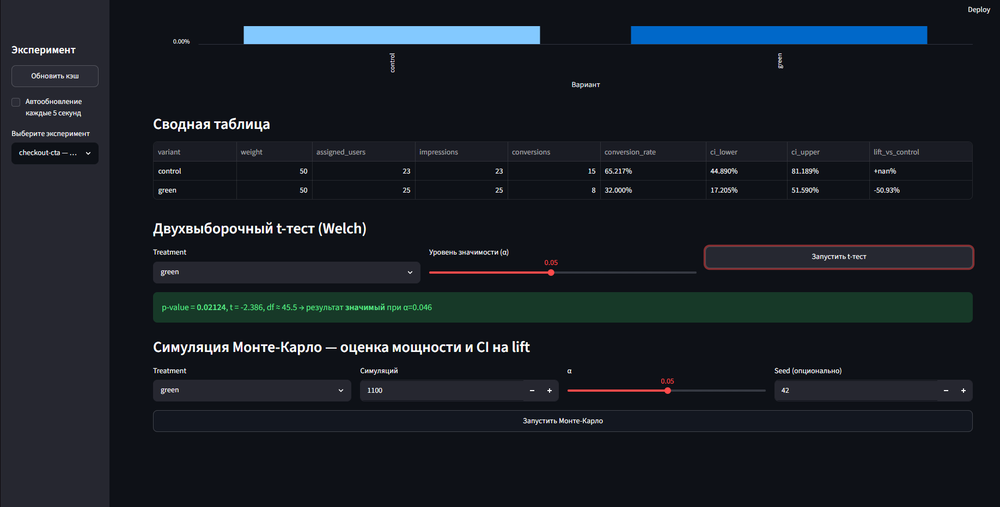 Deploy
Эксперимент
Обновить кэш
Автообновление
каждые 5 секунд
Выберите эксперимент
checkout-cta — ...
0.00%
control
green
Вариант
Сводная таблица
variant weight assigned_users impressions conversions conversion_rate ci_lower ci_upper lift_vs_control
control 50 23 23 15 65.217% 44.890% 81.189% +nan%
green 50 25 25 8 32.000% 17.205% 51.590% -50.93%
Двухвыборочный t-тест (Welch)
Treatment
green
Уровень значимости (α)
0.05
Запустить t-тест
p-value = 0.02124, t = -2.386, df ≈ 45.5 → результат значимый при α=0.046
Симуляция Монте-Карло — оценка мощности и CI на lift
Treatment
green
Симуляций
1100
α
0.05
Seed (опционально)
42
Запустить Монте-Карло